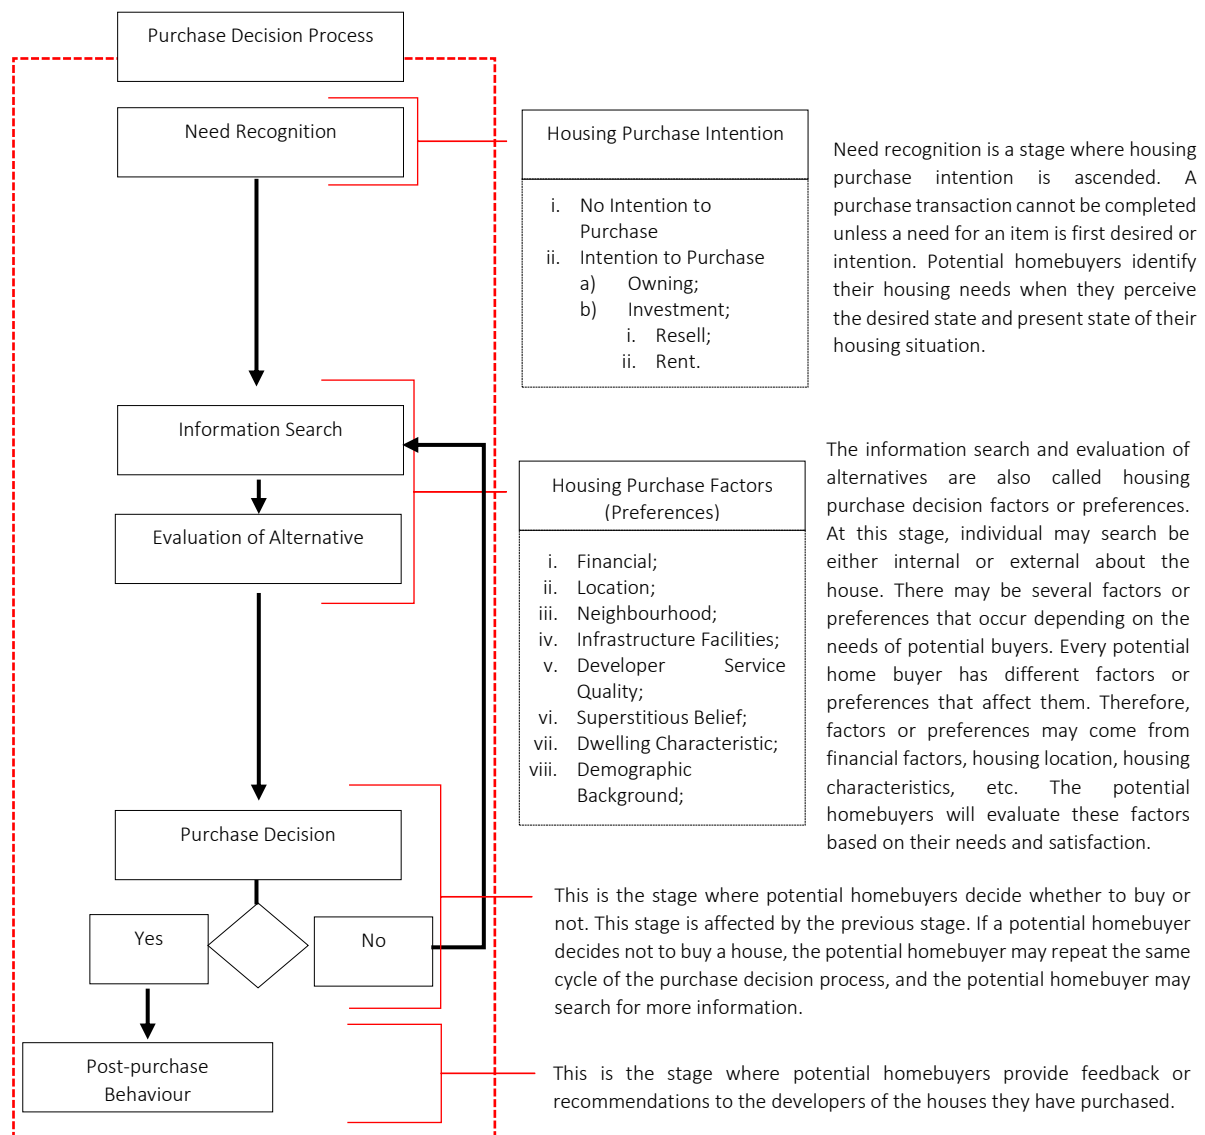 Purchase Decision Process
Need Recognition
Housing Purchase Intention
i. No Intention to
Purchase
ii. Intention to Purchase
a) Owning;
b) Investment;
i. Resell;
ii. Rent.
Need recognition is a stage where housing
purchase intention is ascended. A
purchase transaction cannot be completed
unless a need for an item is first desired or
intention. Potential homebuyers identify
their housing needs when they perceive
the desired state and present state of their
housing situation.
Information Search
Evaluation of Alternative
Housing Purchase Factors
(Preferences)
i. Financial;
ii. Location;
iii. Neighbourhood;
iv. Infrastructure Facilities;
v. Developer Service
Quality;
vi. Superstitious Belief;
vii. Dwelling Characteristic;
viii. Demographic
Background;
The information search and evaluation of
alternatives are also called housing
purchase decision factors or preferences.
At this stage, individual may search be
either internal or external about the
house. There may be several factors or
preferences that occur depending on the
needs of potential buyers. Every potential
home buyer has different factors or
preferences that affect them. Therefore,
factors or preferences may come from
financial factors, housing location, housing
characteristics, etc. The potential
homebuyers will evaluate these factors
based on their needs and satisfaction.
Purchase Decision
Yes
No
This is the stage where potential homebuyers decide whether to buy or
not. This stage is affected by the previous stage. If a potential homebuyer
decides not to buy a house, the potential homebuyer may repeat the same
cycle of the purchase decision process, and the potential homebuyer may
search for more information.
Post-purchase
Behaviour
This is the stage where potential homebuyers provide feedback or
recommendations to the developers of the houses they have purchased.